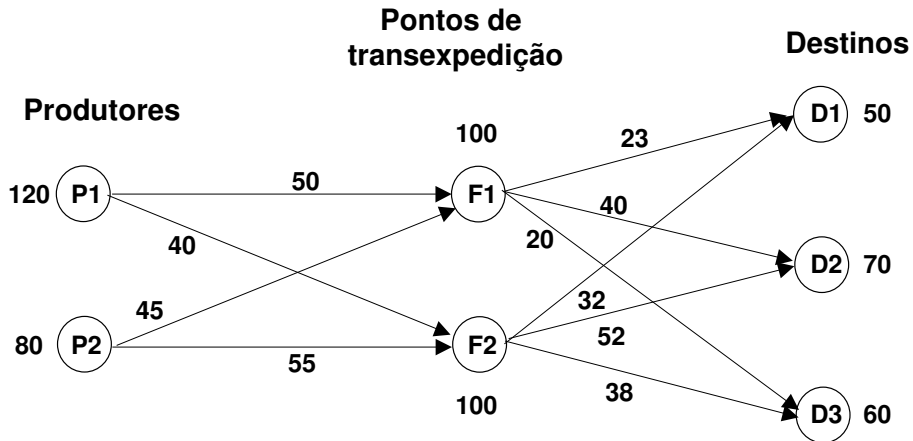 Pontos de
transexpedição
Destinos
Produtores
D1 50
100
23
120 P1
50
F1
40
40
20
D2 70
45
32
80 P2
55
F2
52
38
100
D3 60